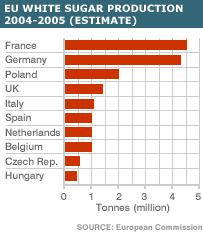 EU WHITE SUGAR PRODUCTION
2004-2005 (ESTIMATE)
France
Germany
Poland
UK
Italy
Spain
Netherlands
Belgium
Czech Rep.
Hungary
0 1 2 3 4 5
Tonnes (million)
SOURCE: European Commission